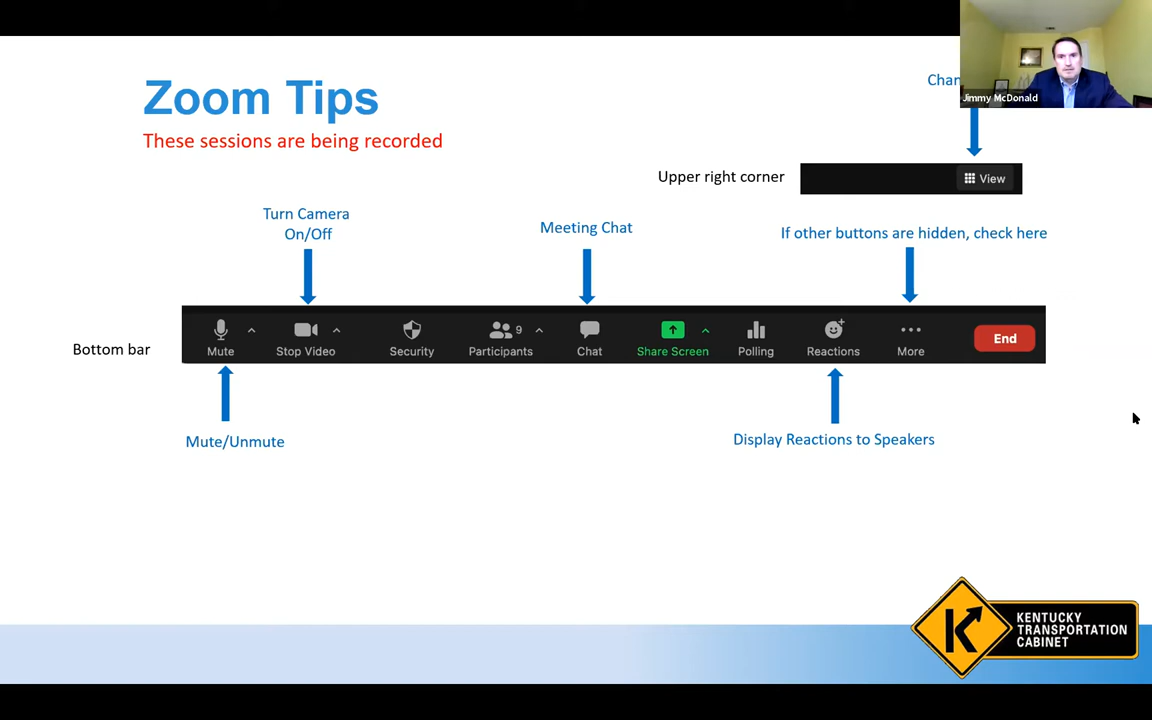 Zoom Tips
These sessions are being recorded
Jimmy McDonald
Upper right corner
View
Turn Camera
On/Off
Meeting Chat
If other buttons are hidden, check here
Bottom bar
Mute
Stop Video
Security
Participants
9
Chat
Share Screen
Polling
Reactions
More
End
Mute/Unmute
Display Reactions to Speakers
KENTUCKY
TRANSPORTATION
CABINET